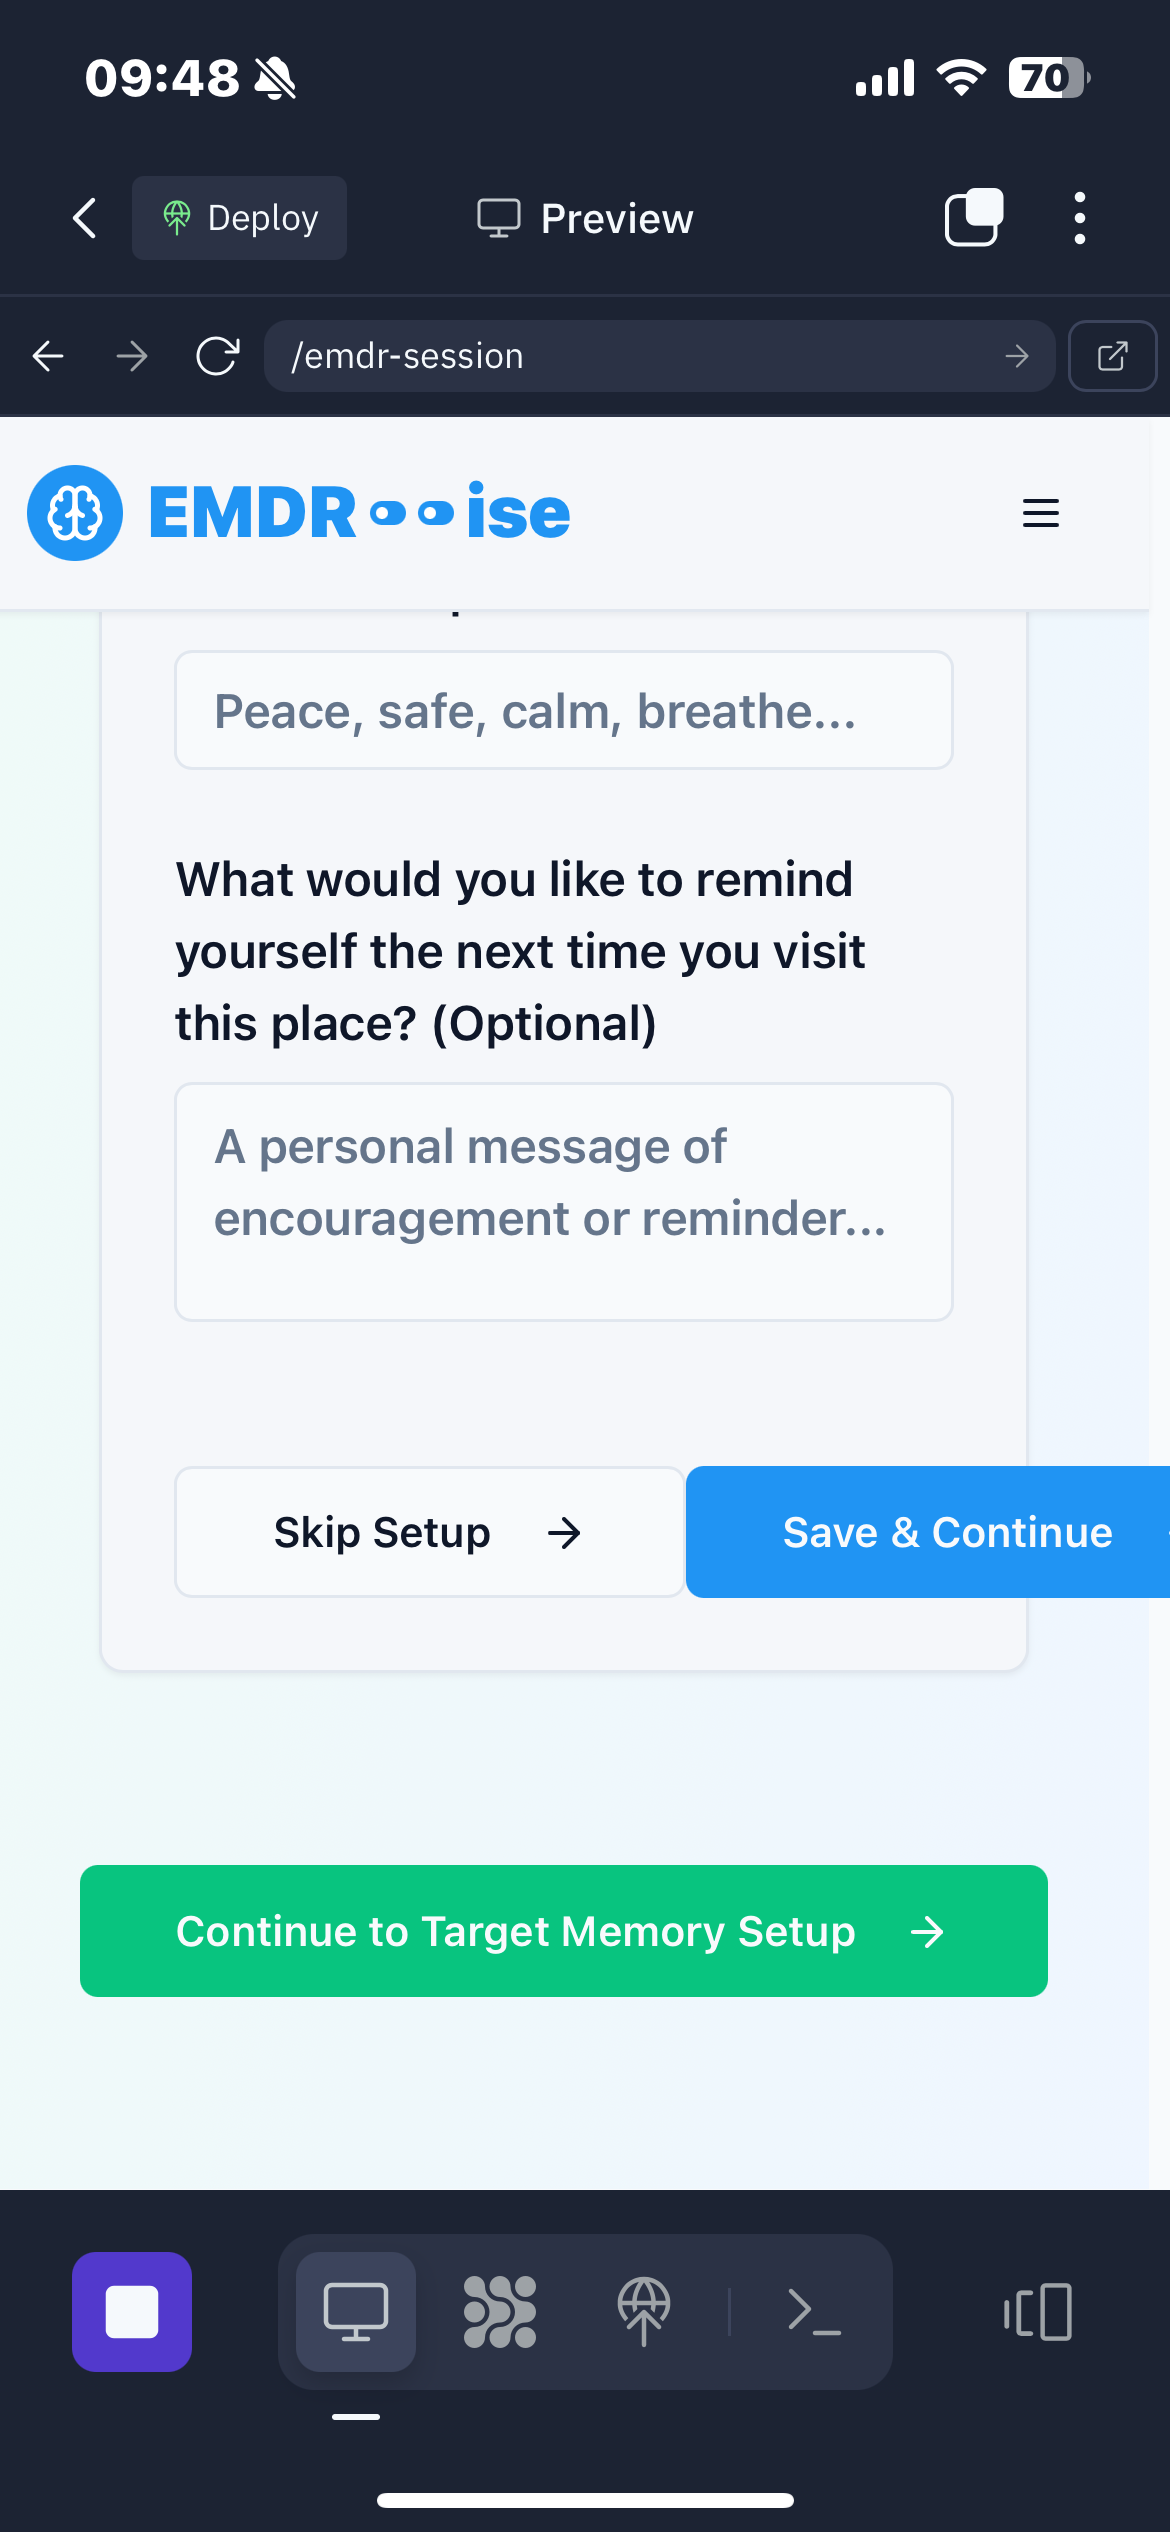 09:48
70
Deploy
Preview
/emdr-session
EMDR ise
Peace, safe, calm, breathe...
What would you like to remind
yourself the next time you visit
this place? (Optional)
A personal message of
encouragement or reminder...
Skip Setup
Save & Continue
Continue to Target Memory Setup